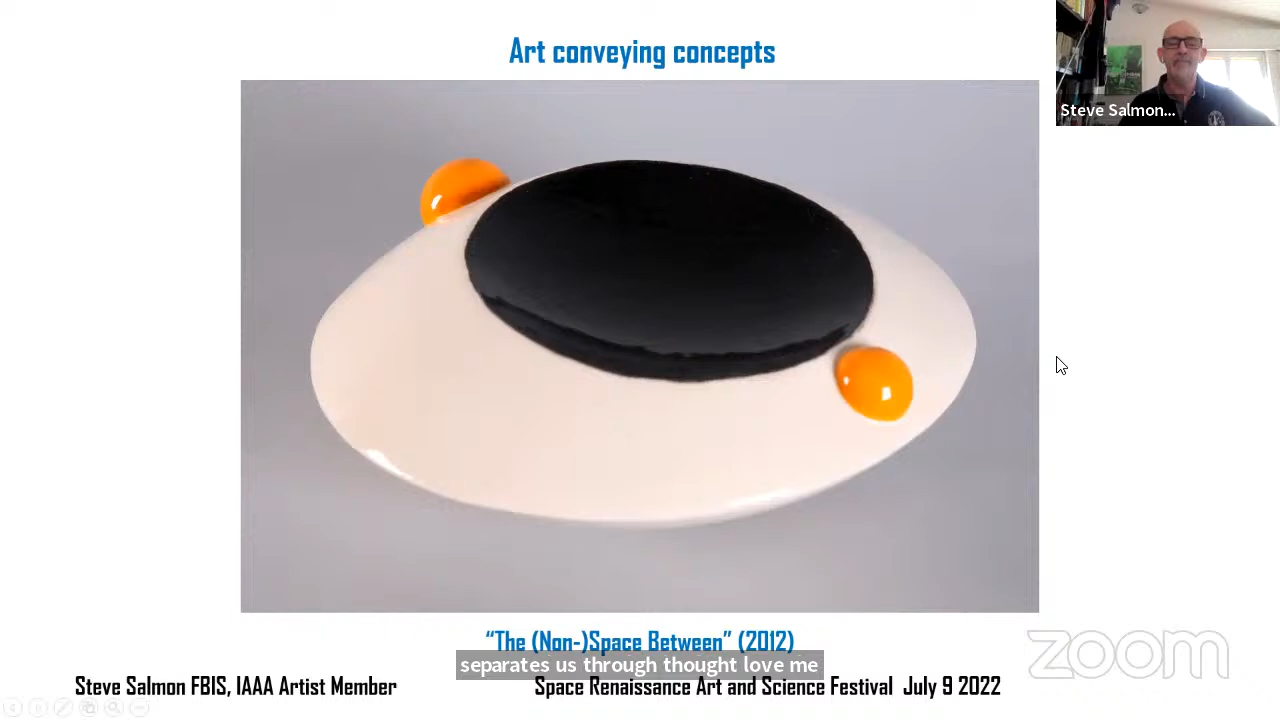 Art conveying concepts
Steve Salmon...
“The (Non-)Space Between” (2012)
separates us through thought love me
Steve Salmon FBIS, IAAA Artist Member
Space Renaissance Art and Science Festival July 9 2022
zoom